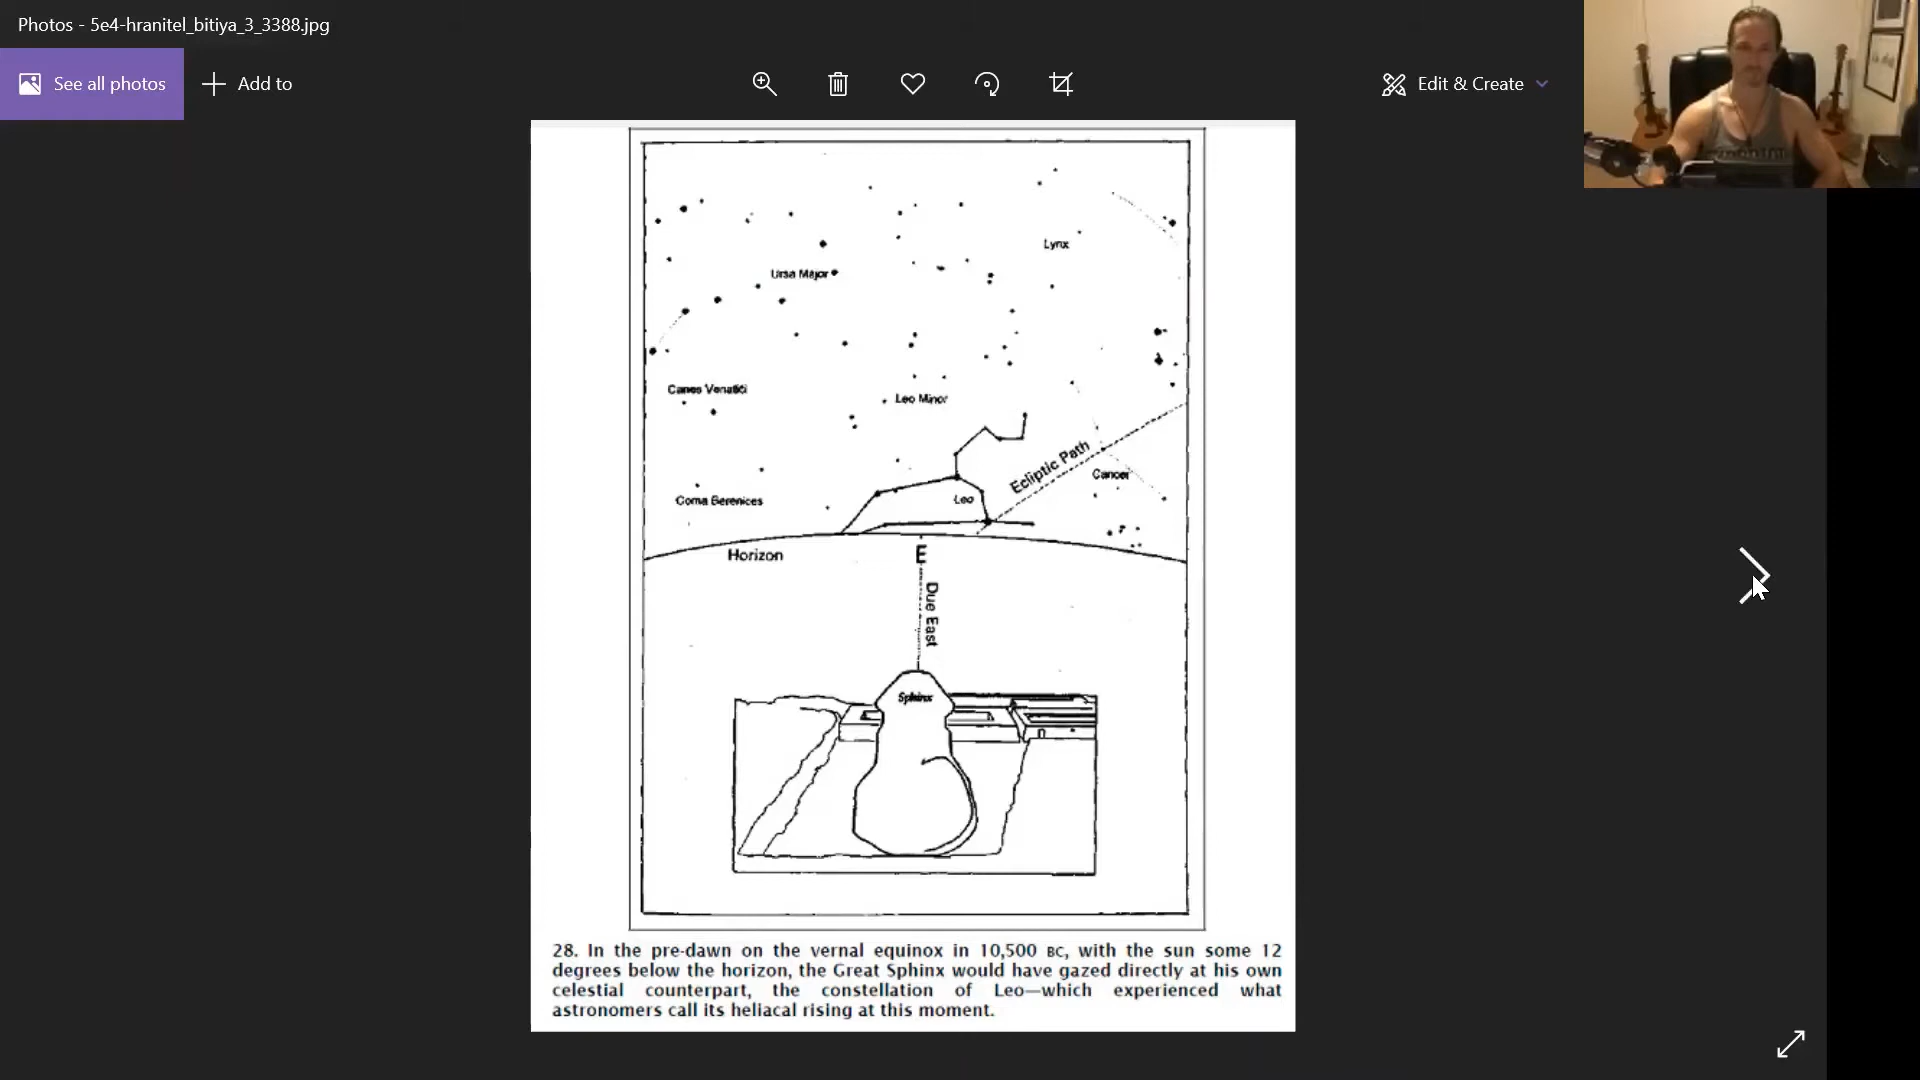 Photos - 5e4-hranitel_bitiya_3_3388.jpg
See all photos
Add to
Edit & Create
Lynx
Ursa Major
Canes Venatici
Leo Minor
Ecliptic Path
Cancer
Coma Berenices
Leo
Horizon
E
Due East
Sphinx
28. In the pre-dawn on the vernal equinox in 10,500 BC, with the sun some 12
degrees below the horizon, the Great Sphinx would have gazed directly at his own
celestial counterpart, the constellation of Leo—which experienced what
astronomers call its heliacal rising at this moment.